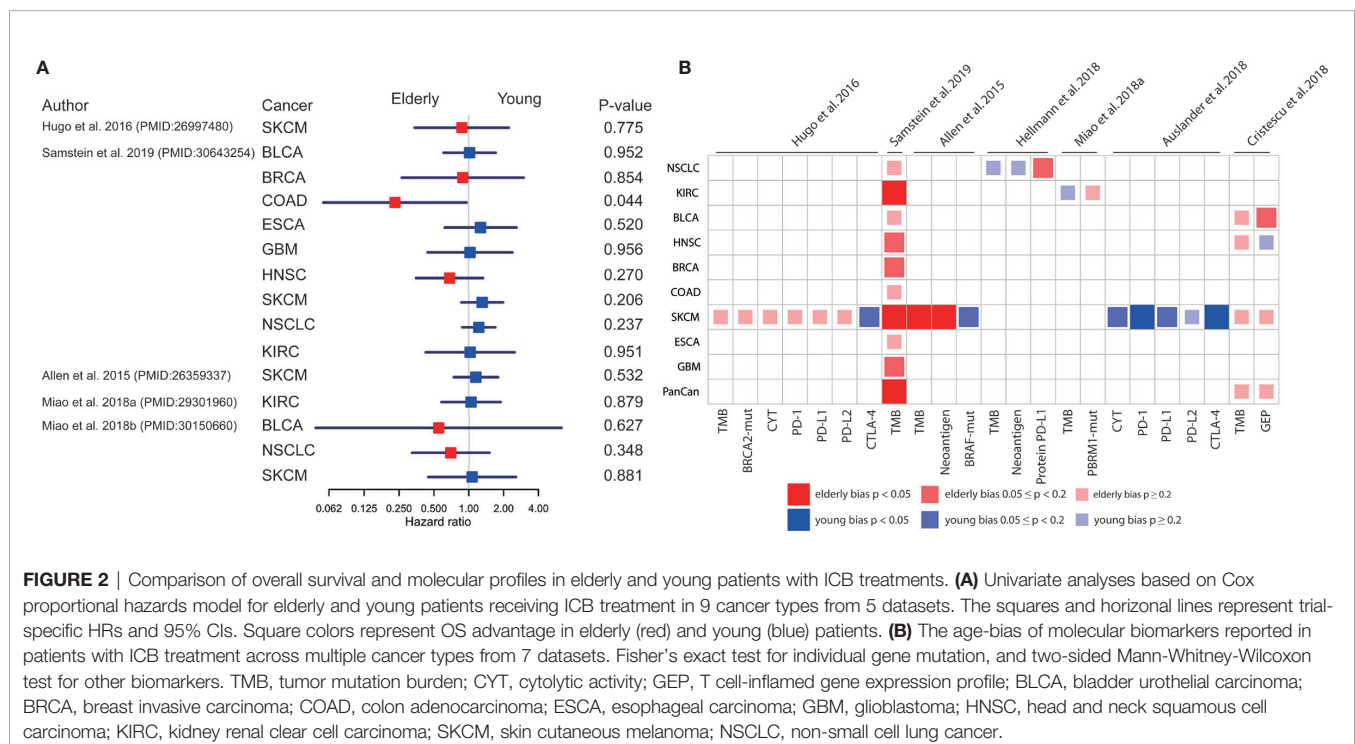 A
Author Cancer Elderly Young P-value
Hugo et al. 2016 (PMID:26997480) SKCM 0.775
Samstein et al. 2019 (PMID:30643254) BLCA 0.952
BRCA 0.854
COAD 0.044
ESCA 0.520
GBM 0.956
HNSC 0.270
SKCM 0.206
NSCLC 0.237
KIRC 0.951
Allen et al. 2015 (PMID:26359337) SKCM 0.532
Miao et al. 2018a (PMID:29301960) KIRC 0.879
Miao et al. 2018b (PMID:30150660) BLCA 0.627
NSCLC 0.348
SKCM 0.881
0.062 0.125 0.250 0.500 1.00 2.00 4.00
Hazard ratio
B
Hugo et al. 2016
Samstein et al. 2019
Allen et al. 2015
Hellmann et al. 2018
Miao et al. 2018a
Auslander et al. 2018
Cristescu et al. 2018
NSCLC
KIRC
BLCA
HNSC
BRCA
COAD
SKCM
ESCA
GBM
PanCan
TMB
BRCA2-mut
CYT
PD-1
PD-L1
PD-L2
CTLA-4
TMB
TMB
Neoantigen
BRAF-mut
TMB
Neoantigen
Protein PD-L1
TMB
PBRM1-mut
CYT
PD-1
PD-L1
PD-L2
CTLA-4
TMB
GEP
elderly bias p < 0.05 elderly bias 0.05 ≤ p < 0.2 elderly bias p ≥ 0.2
young bias p < 0.05 young bias 0.05 ≤ p < 0.2 young bias p ≥ 0.2
FIGURE 2 | Comparison of overall survival and molecular profiles in elderly and young patients with ICB treatments. (A) Univariate analyses based on Cox
proportional hazards model for elderly and young patients receiving ICB treatment in 9 cancer types from 5 datasets. The squares and horizonal lines represent trial-
specific HRs and 95% CIs. Square colors represent OS advantage in elderly (red) and young (blue) patients. (B) The age-bias of molecular biomarkers reported in
patients with ICB treatment across multiple cancer types from 7 datasets. Fisher's exact test for individual gene mutation, and two-sided Mann-Whitney-Wilcoxon
test for other biomarkers. TMB, tumor mutation burden; CYT, cytolytic activity; GEP, T cell-inflamed gene expression profile; BLCA, bladder urothelial carcinoma;
BRCA, breast invasive carcinoma; COAD, colon adenocarcinoma; ESCA, esophageal carcinoma; GBM, glioblastoma; HNSC, head and neck squamous cell
carcinoma; KIRC, kidney renal clear cell carcinoma; SKCM, skin cutaneous melanoma; NSCLC, non-small cell lung cancer.